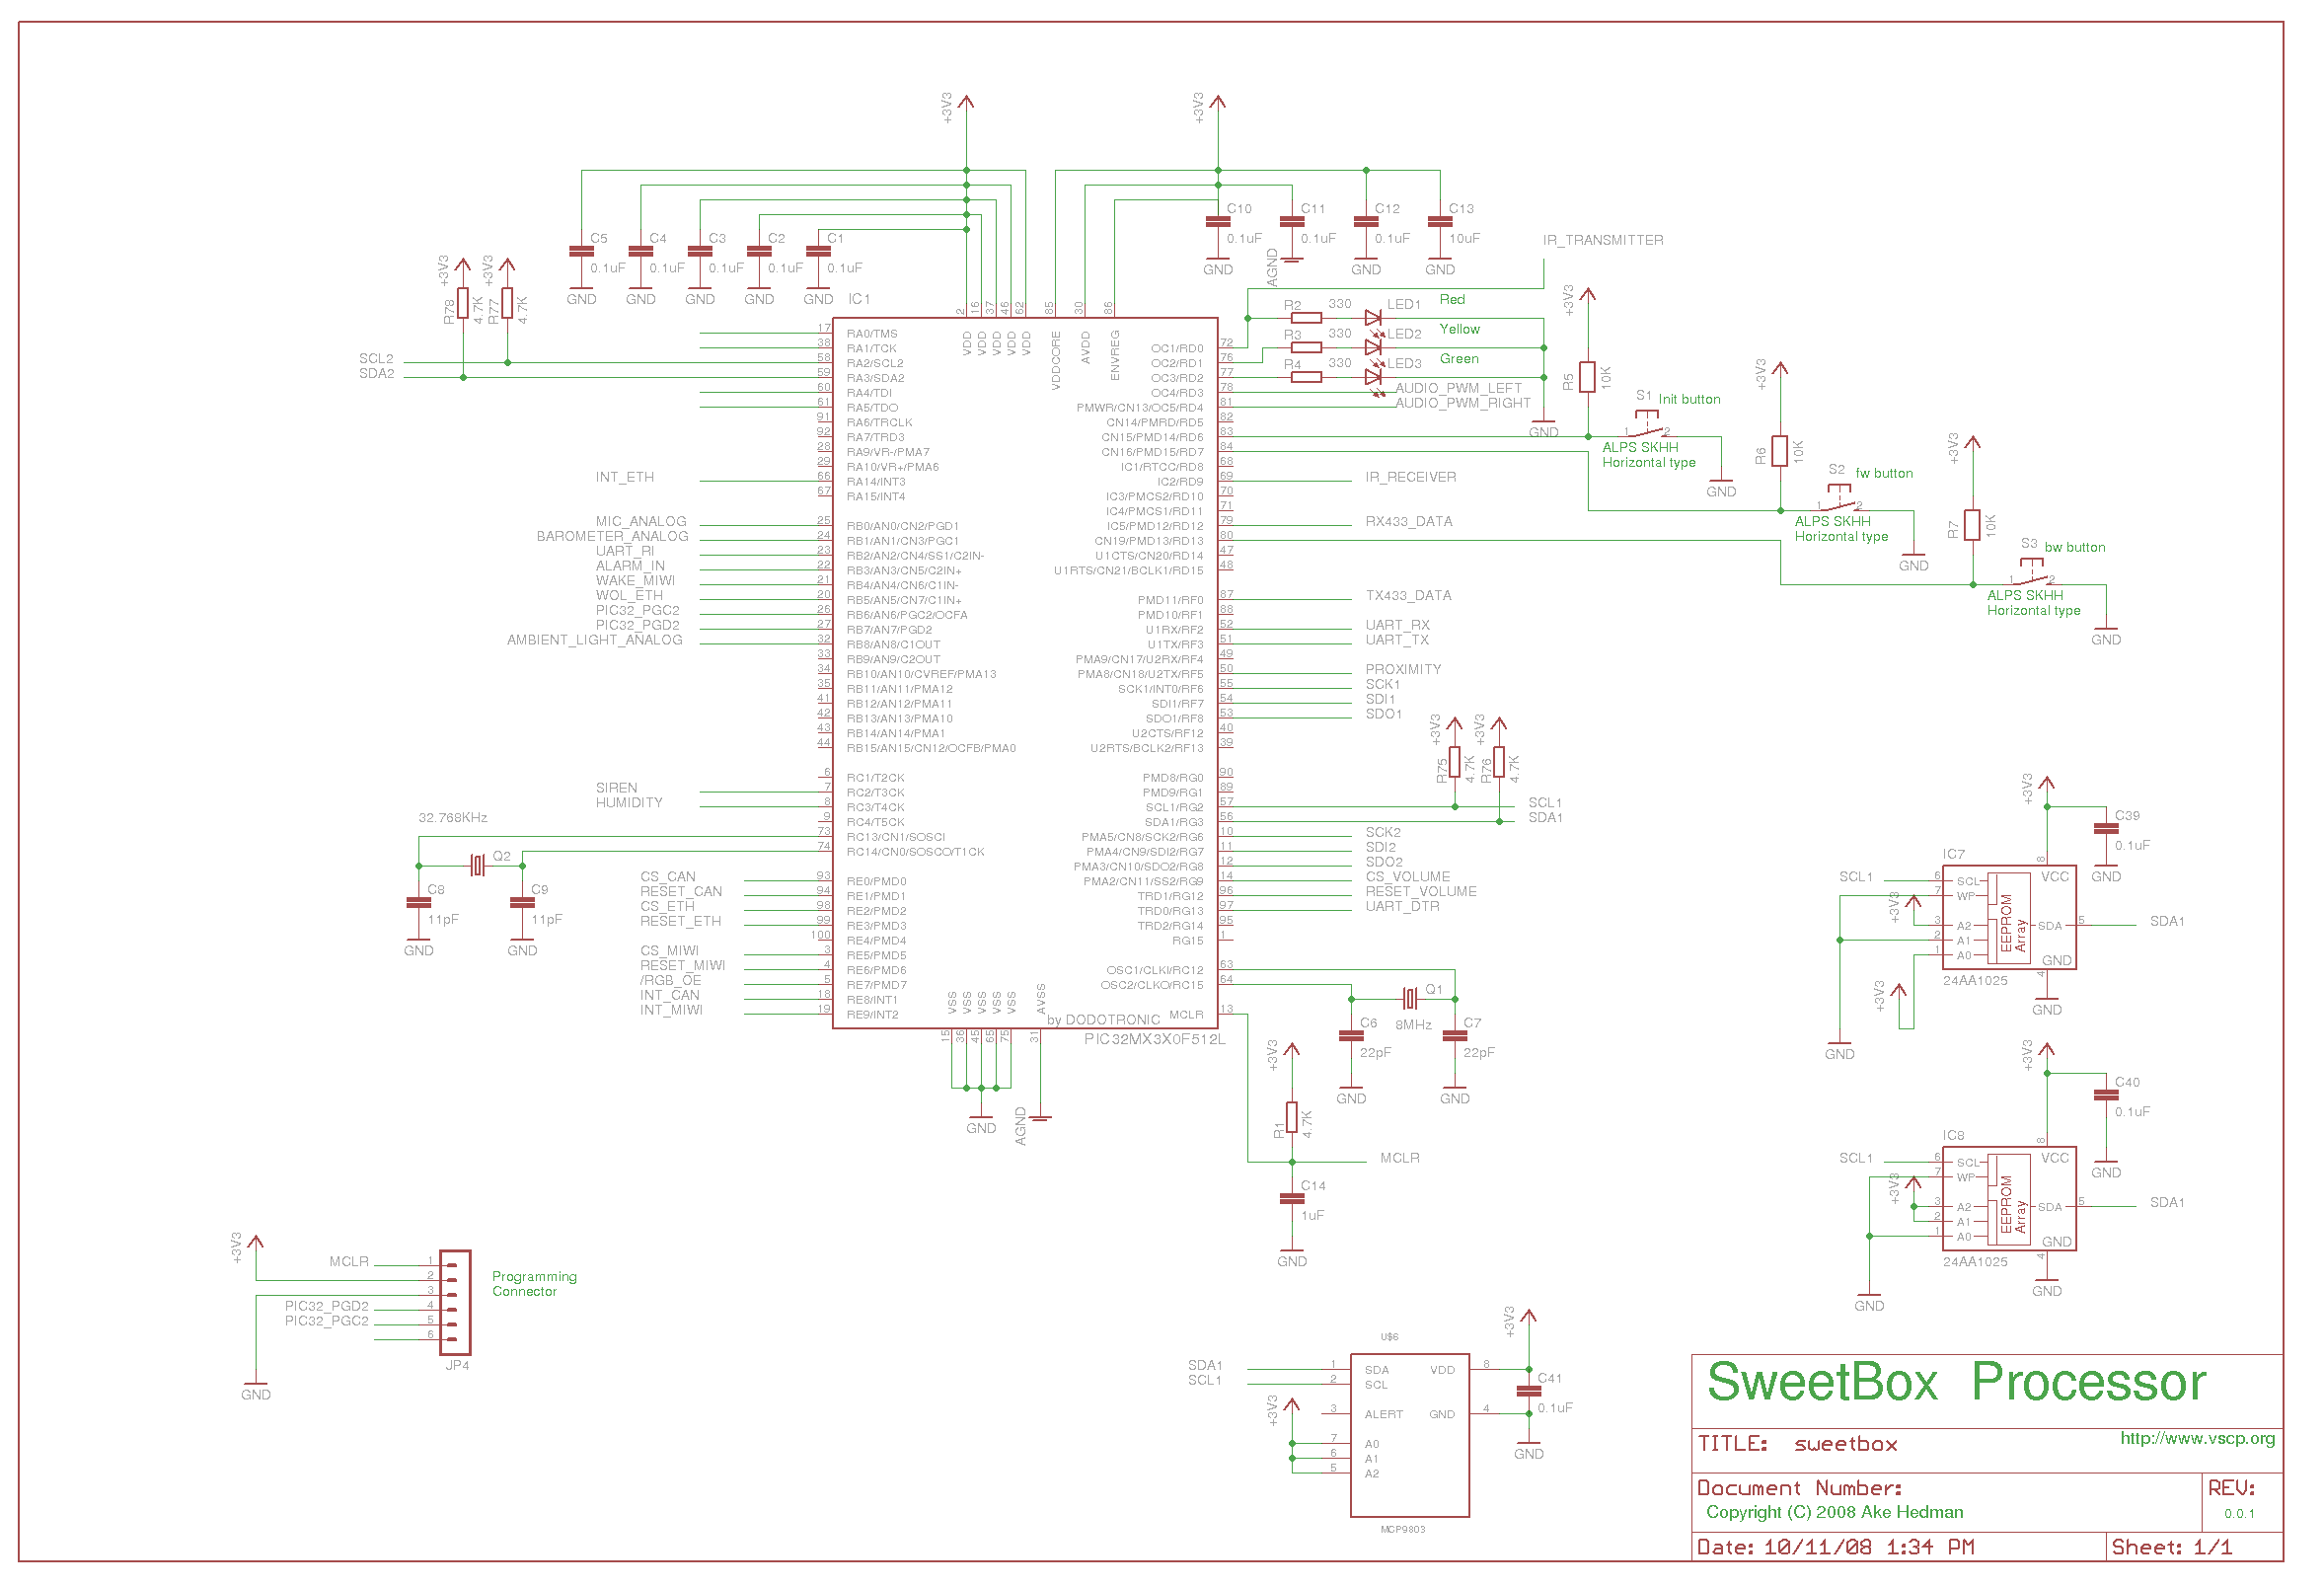 +3V3
+3V3
C5
0.1uF
GND
C4
0.1uF
GND
C3
0.1uF
GND
C2
0.1uF
GND
C1
0.1uF
GND
C10
0.1uF
GND
C11
0.1uF
AGND
C12
0.1uF
GND
C13
10uF
GND
IR_TRANSMITTER
+3V3
+3V3
R78
4.7K
R77
4.7K
SCL2
SDA2
IC1
2
16
37
46
62
85
30
86
VDD
VDD
VDD
VDD
VDD
VDDCORE
AVDD
ENVREG
17 RA0/TMS
38 RA1/TCK
58 RA2/SCL2
59 RA3/SDA2
60 RA4/TDI
61 RA5/TDO
91 RA6/TRCLK
92 RA7/TRD3
28 RA9/VR-/PMA7
29 RA10/VR+/PMA6
INT_ETH 66 RA14/INT3
67 RA15/INT4
MIC_ANALOG 25 RB0/AN0/CN2/PGD1
BAROMETER_ANALOG 24 RB1/AN1/CN3/PGC1
UART_RI 23 RB2/AN2/CN4/SS1/C2IN-
ALARM_IN 22 RB3/AN3/CN5/C2IN+
WAKE_MIWI 21 RB4/AN4/CN6/C1IN-
WOL_ETH 20 RB5/AN5/CN7/C1IN+
PIC32_PGC2 26 RB6/AN6/PGC2/OCFA
PIC32_PGD2 27 RB7/AN7/PGD2
AMBIENT_LIGHT_ANALOG 32 RB8/AN8/C1OUT
33 RB9/AN9/C2OUT
34 RB10/AN10/CVREF/PMA13
35 RB11/AN11/PMA12
41 RB12/AN12/PMA11
42 RB13/AN13/PMA10
43 RB14/AN14/PMA1
44 RB15/AN15/CN12/OCFB/PMA0
6 RC1/T2CK
SIREN 7 RC2/T3CK
HUMIDITY 8 RC3/T4CK
9 RC4/T5CK
73 RC13/CN1/SOSCI
74 RC14/CN0/SOSCO/T1CK
32.768KHz
Q2
C8
11pF
GND
C9
11pF
GND
CS_CAN 93 RE0/PMD0
RESET_CAN 94 RE1/PMD1
CS_ETH 98 RE2/PMD2
RESET_ETH 99 RE3/PMD3
100 RE4/PMD4
CS_MIWI 3 RE5/PMD5
RESET_MIWI 4 RE6/PMD6
/RGB_OE 5 RE7/PMD7
INT_CAN 18 RE8/INT1
INT_MIWI 19 RE9/INT2
VSS
VSS
VSS
VSS
VSS
AVSS
15
36
45
65
75
31
GND
AGND
by DODOTRONIC
PIC32MX3X0F512L
OC1/RD0 72
OC2/RD1 76
OC3/RD2 77
OC4/RD3 78
PMWR/CN13/OC5/RD4 81
CN14/PMRD/RD5 82
CN15/PMD14/RD6 83
CN16/PMD15/RD7 84
IC1/RTCC/RD8 68
IC2/RD9 69 IR_RECEIVER
IC3/PMCS2/RD10 70
IC4/PMCS1/RD11 71
IC5/PMD12/RD12 79 RX433_DATA
CN19/PMD13/RD13 80
U1CTS/CN20/RD14 47
U1RTS/CN21/BCLK1/RD15 48
PMD11/RF0 87 TX433_DATA
PMD10/RF1 88
U1RX/RF2 52 UART_RX
U1TX/RF3 51 UART_TX
PMA9/CN17/U2RX/RF4 49
PMA8/CN18/U2TX/RF5 50 PROXIMITY
SCK1/INT0/RF6 55 SCK1
SDI1/RF7 54 SDI1
SDO1/RF8 53 SDO1
U2CTS/RF12 40
U2RTS/BCLK2/RF13 39
PMD8/RG0 90
PMD9/RG1 89
SCL1/RG2 57 SCL1
SDA1/RG3 56 SDA1
PMA5/CN8/SCK2/RG6 10 SCK2
PMA4/CN9/SDI2/RG7 11 SDI2
PMA3/CN10/SDO2/RG8 12 SDO2
PMA2/CN11/SS2/RG9 14 CS_VOLUME
TRD1/RG12 96 RESET_VOLUME
TRD0/RG13 97 UART_DTR
TRD2/RG14 95
RG15 1
OSC1/CLKI/RC12 63
OSC2/CLKO/RC15 64
MCLR 13
R2 330 LED1 Red
R3 330 LED2 Yellow
R4 330 LED3 Green
AUDIO_PWM_LEFT
AUDIO_PWM_RIGHT
GND
+3V3
R5
10K
S1 Init button
1 2
ALPS SKHH
Horizontal type
GND
+3V3
R6
10K
S2 fw button
1 2
ALPS SKHH
Horizontal type
GND
+3V3
R7
10K
S3 bw button
1 2
ALPS SKHH
Horizontal type
GND
+3V3
+3V3
R75
4.7K
R76
4.7K
Q1
8MHz
C6
22pF
GND
C7
22pF
GND
+3V3
R1
4.7K
MCLR
C14
1uF
GND
+3V3
C39
0.1uF
GND
IC7
8
VCC
SCL1 6 SCL
7 WP
+3V3
3 A2
2 A1
1 A0
EEPROM
Array
SDA 5 SDA1
GND
4
GND
24AA1025
+3V3
GND
+3V3
C40
0.1uF
GND
IC8
8
VCC
SCL1 6 SCL
7 WP
+3V3
3 A2
2 A1
1 A0
EEPROM
Array
SDA 5 SDA1
GND
4
GND
24AA1025
GND
+3V3
MCLR 1
2
3
PIC32_PGD2 4
PIC32_PGC2 5
6
JP4
Programming
Connector
GND
U$6
+3V3
SDA1 1 SDA VDD 8
SCL1 2 SCL
C41
0.1uF
+3V3
3 ALERT GND 4
7 A0
6 A1
5 A2
GND
MCP9803
SweetBox Processor
TITLE: sweetbox
http://www.vscp.org
Document Number:
Copyright (C) 2008 Ake Hedman
REV:
0.0.1
Date: 10/11/08 1:34 PM
Sheet: 1/1